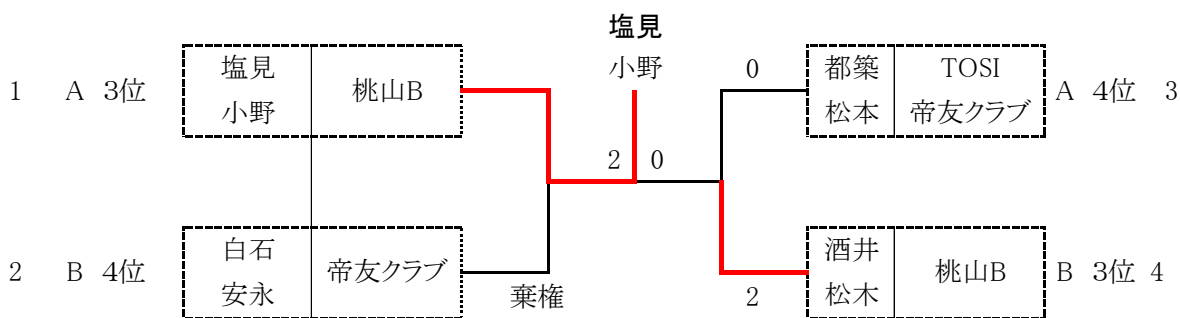 塩見
小野
1 A 3位
塩見
小野
桃山B
0
都築
松本
TOSI
帝友クラブ
A 4位 3
2 0
2 B 4位
白石
安永
帝友クラブ
棄権
2
酒井
松木
桃山B
B 3位 4